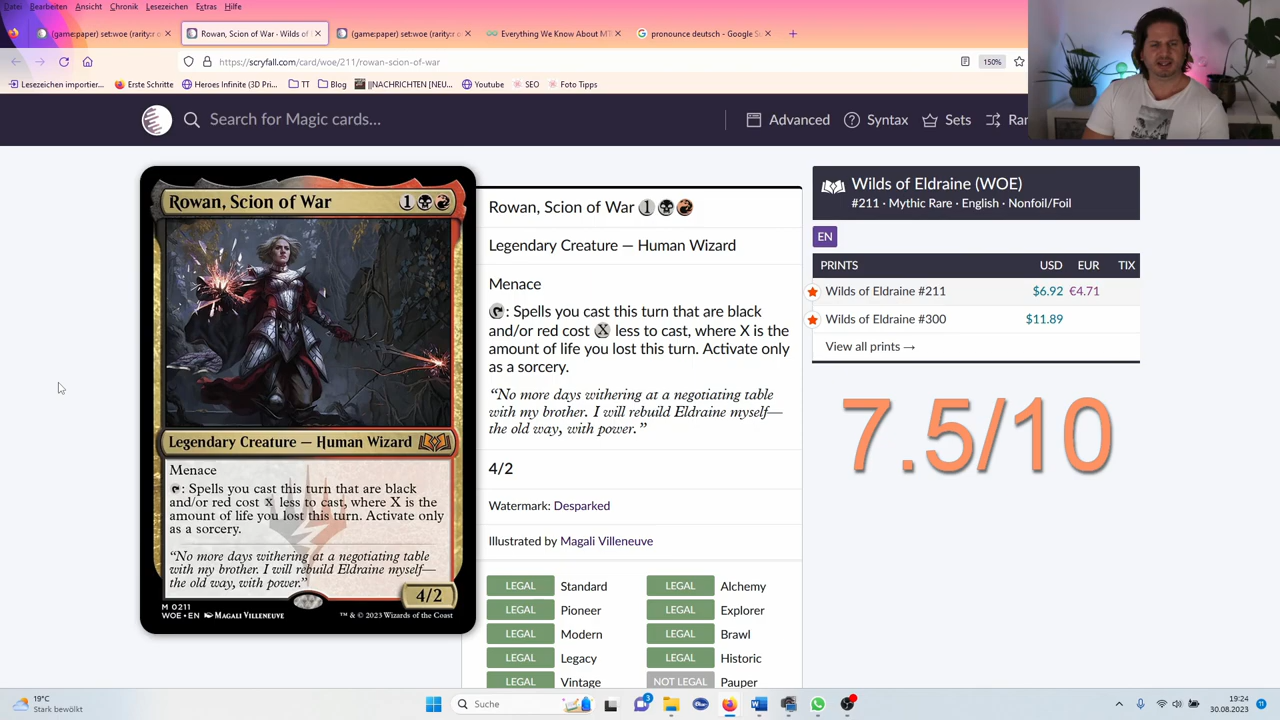 Datei Bearbeiten Ansicht Chronik Lesezeichen Extras Hilfe
(game:paper) set:woe (rarity:r o
Rowan, Scion of War · Wilds of
(game:paper) set:woe (rarity:r o
Everything We Know About MT
pronounce deutsch - Google Su
https://scryfall.com/card/woe/211/rowan-scion-of-war
150%
Lesezeichen importier...
Erste Schritte
Heroes Infinite (3D Pri...
TT
Blog
||NACHRICHTEN [NEU...
Youtube
SEO
Foto Tipps
Search for Magic cards...
Advanced
Syntax
Sets
Ran
Rowan, Scion of War 1
Legendary Creature — Human Wizard
Menace
: Spells you cast this turn that are black
and/or red cost X less to cast, where X is the
amount of life you lost this turn. Activate only
as a sorcery.
“No more days withering at a negotiating table
with my brother. I will rebuild Eldraine myself—
the old way, with power.”
4/2
M 0211
WOE • EN MAGALI VILLENEUVE
™ & © 2023 Wizards of the Coast
Rowan, Scion of War 1
Legendary Creature — Human Wizard
Menace
: Spells you cast this turn that are black
and/or red cost X less to cast, where X is the
amount of life you lost this turn. Activate only
as a sorcery.
“No more days withering at a negotiating table
with my brother. I will rebuild Eldraine myself—
the old way, with power.”
4/2
Watermark: Desparked
Illustrated by Magali Villeneuve
LEGAL Standard LEGAL Alchemy
LEGAL Pioneer LEGAL Explorer
LEGAL Modern LEGAL Brawl
LEGAL Legacy LEGAL Historic
LEGAL Vintage NOT LEGAL Pauper
Wilds of Eldraine (WOE)
#211 · Mythic Rare · English · Nonfoil/Foil
EN
PRINTS USD EUR TIX
Wilds of Eldraine #211 $6.92 €4.71
Wilds of Eldraine #300 $11.89
View all prints →
7.5/10
19°C
Stark bewölkt
Suche
3
19:24
30.08.2023
11